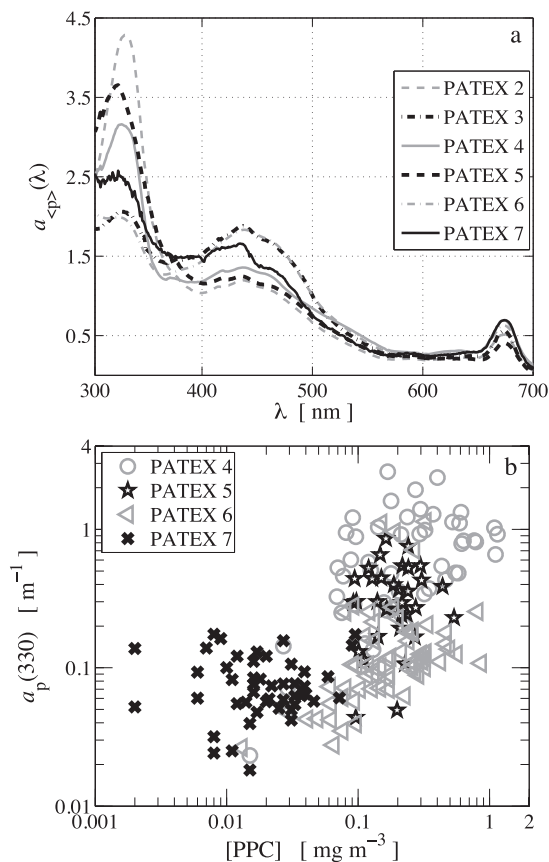 a
4.5
3.5
2.5
1.5
0.5
a<p>(λ)
PATEX 2
PATEX 3
PATEX 4
PATEX 5
PATEX 6
PATEX 7
300 400 500 600 700
λ [ nm ]
b
4
1
0.1
0.01
ap(330) [ m−1 ]
PATEX 4
PATEX 5
PATEX 6
PATEX 7
0.001 0.01 0.1 1 2
[PPC] [ mg m−3 ]